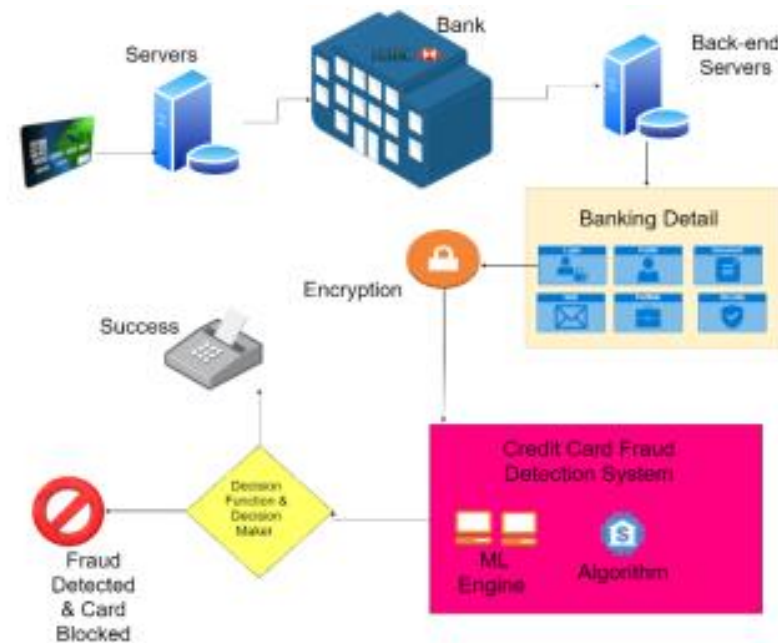 Servers
Bank
Back-end
Servers
Banking Detail
Encryption
Success
Credit Card Fraud
Detection System
Decision
Function &
Decision
Maker
ML
Engine
Algorithm
Fraud
Detected
& Card
Blocked